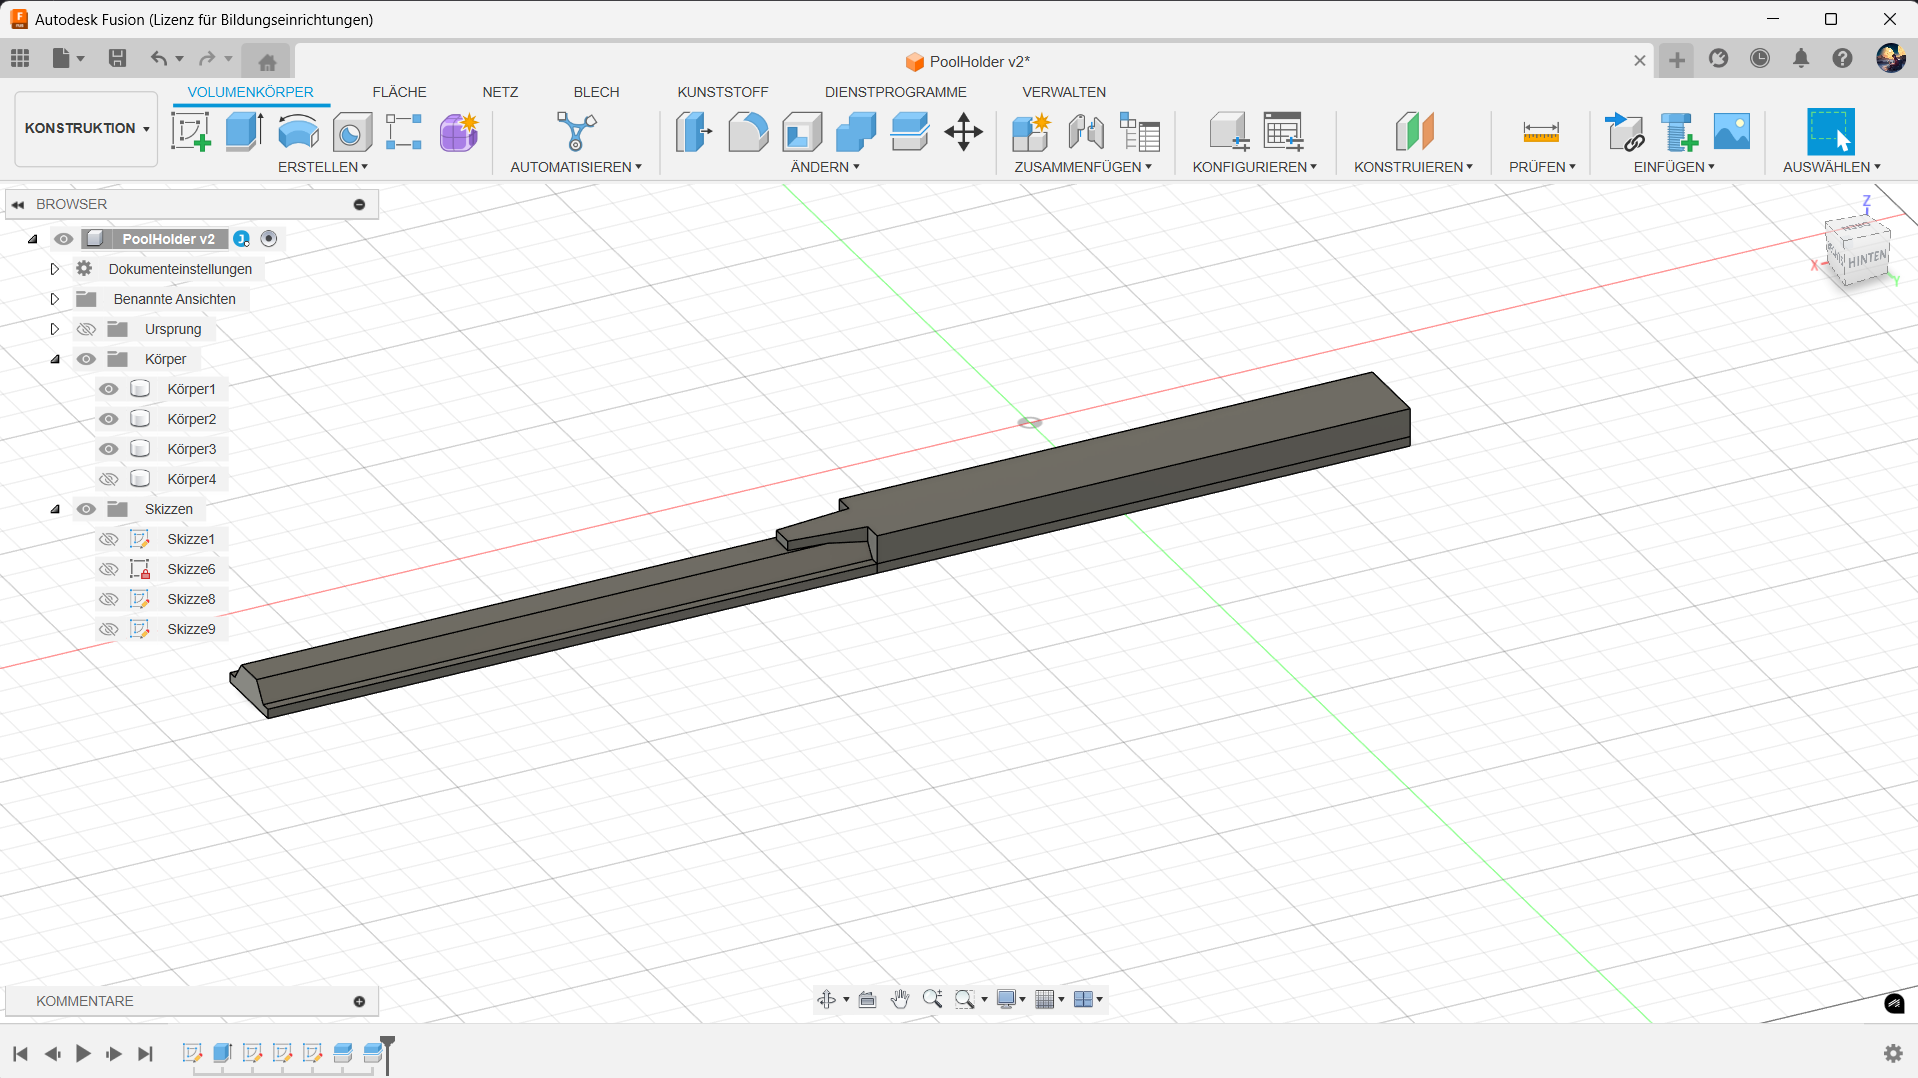 Autodesk Fusion (Lizenz für Bildungseinrichtungen)
PoolHolder v2*
KONSTRUKTION
VOLUMENKÖRPER
FLÄCHE
NETZ
BLECH
KUNSTSTOFF
DIENSTPROGRAMME
VERWALTEN
ERSTELLEN
AUTOMATISIEREN
ÄNDERN
ZUSAMMENFÜGEN
KONFIGURIEREN
KONSTRUIEREN
PRÜFEN
EINFÜGEN
AUSWÄHLEN
BROWSER
PoolHolder v2
Dokumenteinstellungen
Benannte Ansichten
Ursprung
Körper
Körper1
Körper2
Körper3
Körper4
Skizzen
Skizze1
Skizze6
Skizze8
Skizze9
Z
OBEN
HINTEN
X
Y
KOMMENTARE